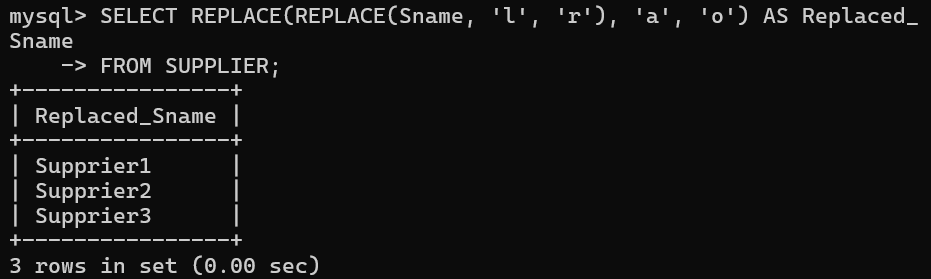 mysql> SELECT REPLACE(REPLACE(Sname, 'l', 'r'), 'a', 'o') AS Replaced_
Sname
    -> FROM SUPPLIER;
+----------------+
| Replaced_Sname |
+----------------+
| Supprier1      |
| Supprier2      |
| Supprier3      |
+----------------+
3 rows in set (0.00 sec)